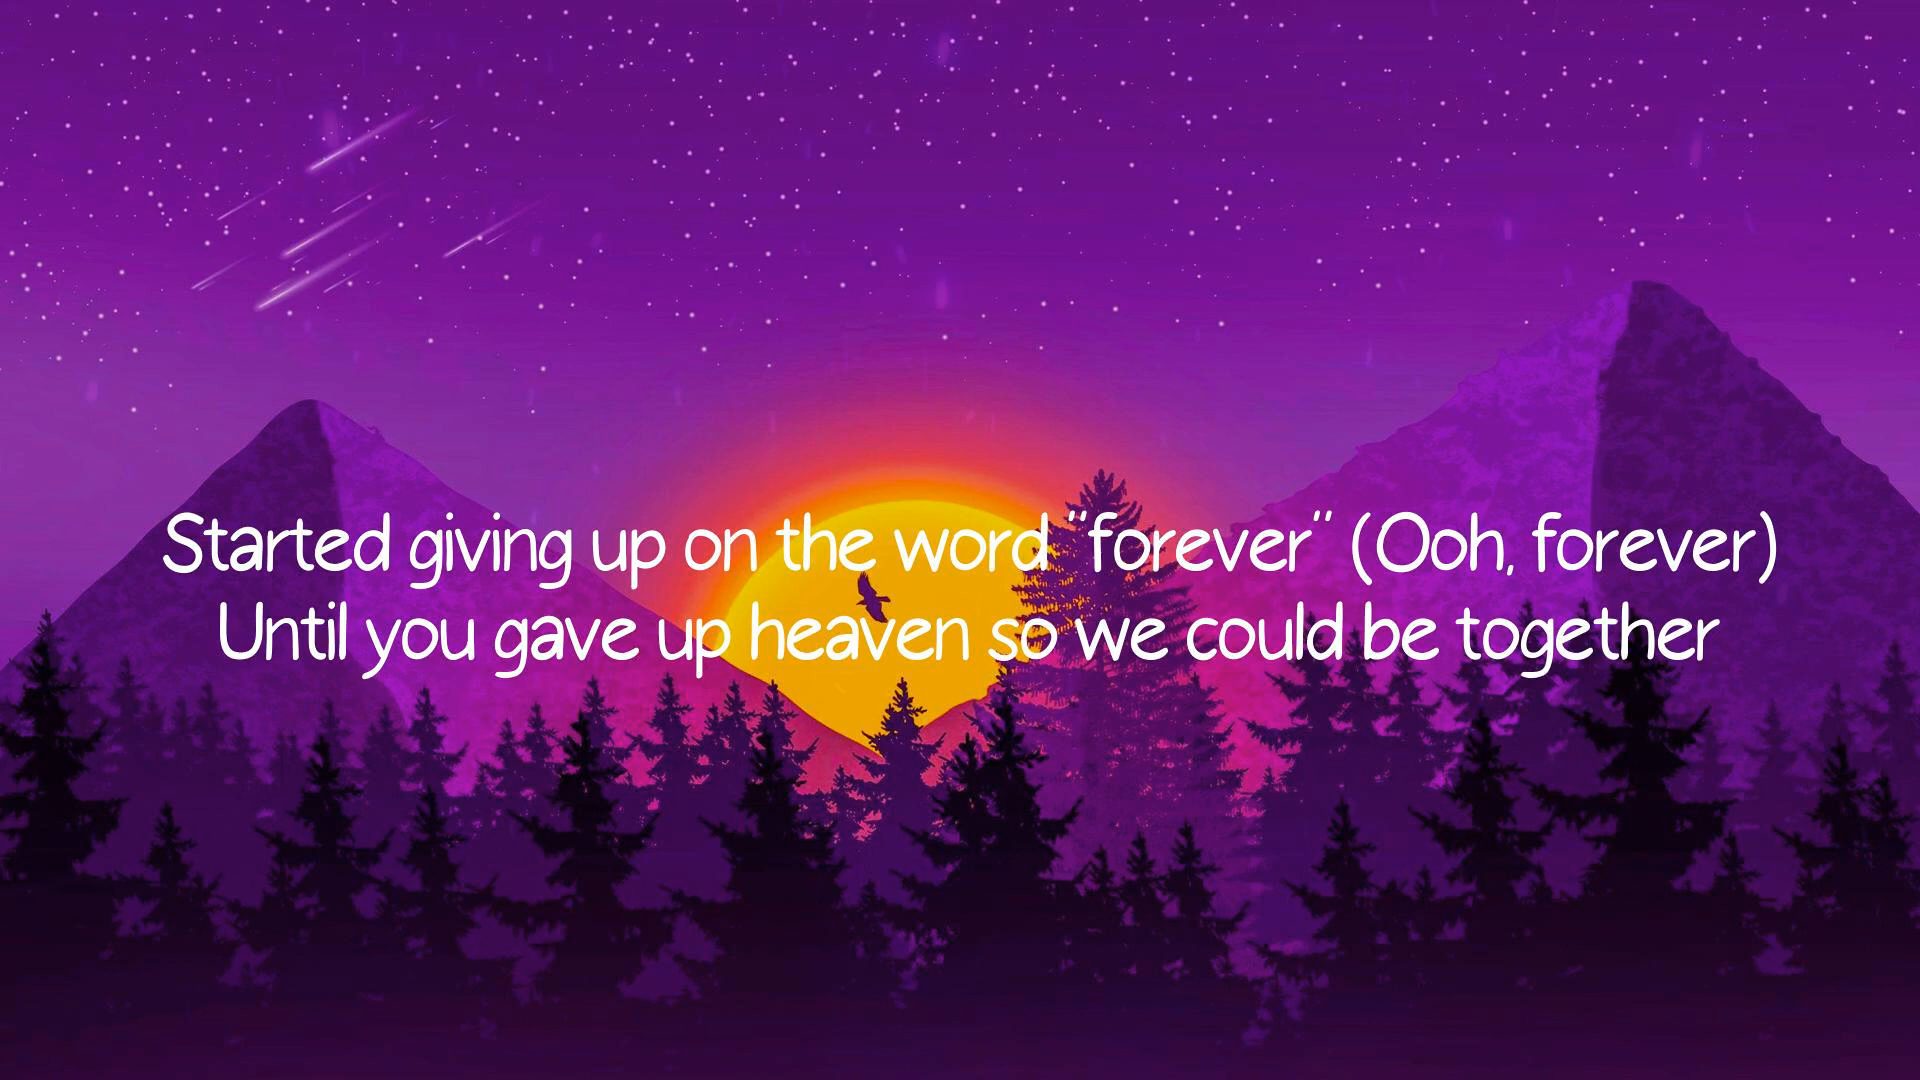 Started giving up on the word "forever" (Ooh, forever)
Until you gave up heaven so we could be together